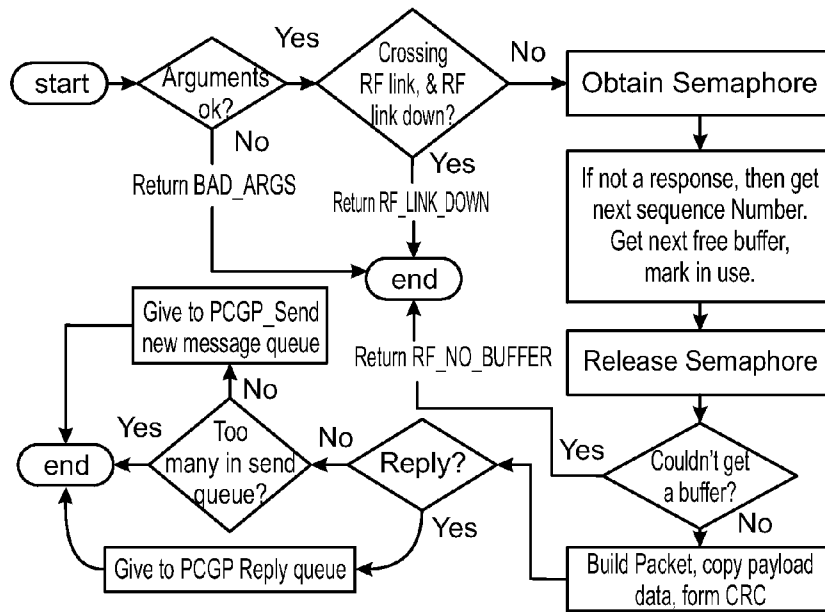 start
Arguments
ok?
Yes
No
Return BAD_ARGS
Crossing
RF link, & RF
link down?
No
Yes
Return RF_LINK_DOWN
end
Obtain Semaphore
If not a response, then get
next sequence Number.
Get next free buffer,
mark in use.
Release Semaphore
Couldn't get
a buffer?
Yes
Return RF_NO_BUFFER
No
Build Packet, copy payload
data, form CRC
Reply?
No
Yes
Too
many in send
queue?
No
Yes
Give to PCGP_Send
new message queue
end
Give to PCGP Reply queue